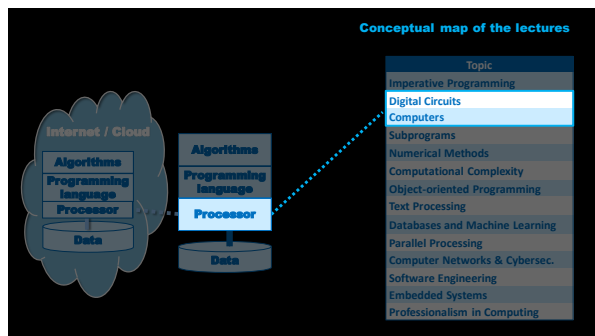 Conceptual map of the lectures
Internet / Cloud
Algorithms
Programming
language
Processor
Data
Algorithms
Programming
language
Processor
Data
Topic
Imperative Programming
Digital Circuits
Computers
Subprograms
Numerical Methods
Computational Complexity
Object-oriented Programming
Text Processing
Databases and Machine Learning
Parallel Processing
Computer Networks & Cybersec.
Software Engineering
Embedded Systems
Professionalism in Computing